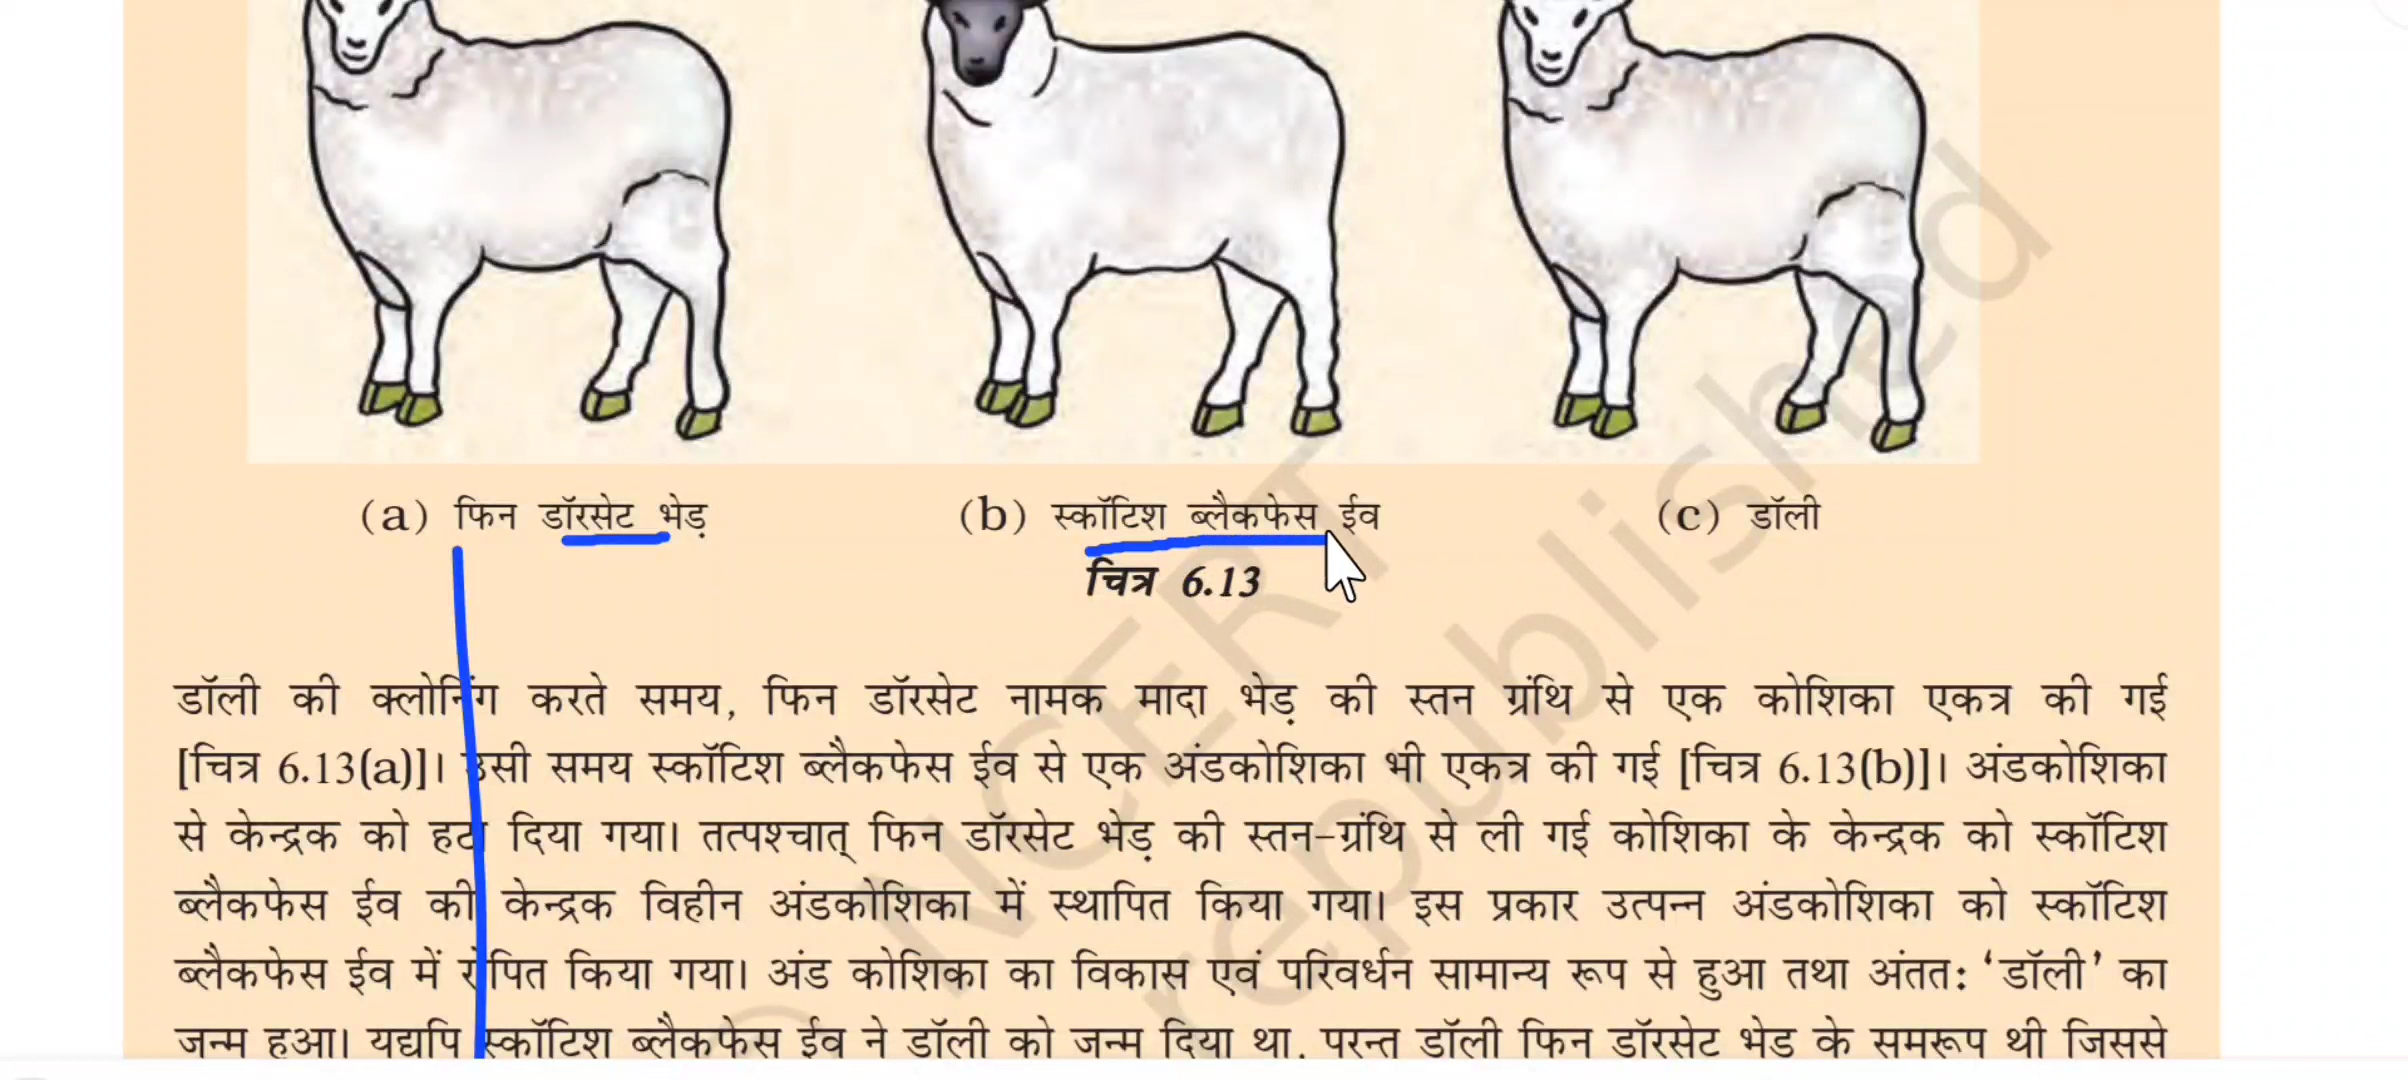 (a) फिन डॉरसेट भेड़ (b) स्कॉटिश ब्लैकफेस ईव (c) डॉली
चित्र 6.13
डॉली की क्लोनिंग करते समय, फिन डॉरसेट नामक मादा भेड़ की स्तन ग्रंथि से एक कोशिका एकत्र की गई
[चित्र 6.13(a)]। उसी समय स्कॉटिश ब्लैकफेस ईव से एक अंडकोशिका भी एकत्र की गई [चित्र 6.13(b)]। अंडकोशिका
से केन्द्रक को हटा दिया गया। तत्पश्चात् फिन डॉरसेट भेड़ की स्तन-ग्रंथि से ली गई कोशिका के केन्द्रक को स्कॉटिश
ब्लैकफेस ईव की केन्द्रक विहीन अंडकोशिका में स्थापित किया गया। इस प्रकार उत्पन्न अंडकोशिका को स्कॉटिश
ब्लैकफेस ईव में रोपित किया गया। अंड कोशिका का विकास एवं परिवर्धन सामान्य रूप से हुआ तथा अंततः ‘डॉली’ का
जन्म हुआ। यद्यपि स्कॉटिश ब्लैकफेस ईव ने डॉली को जन्म दिया था, परन्तु डॉली फिन डॉरसेट भेड़ के समरूप थी जिससे
NCERT
republished